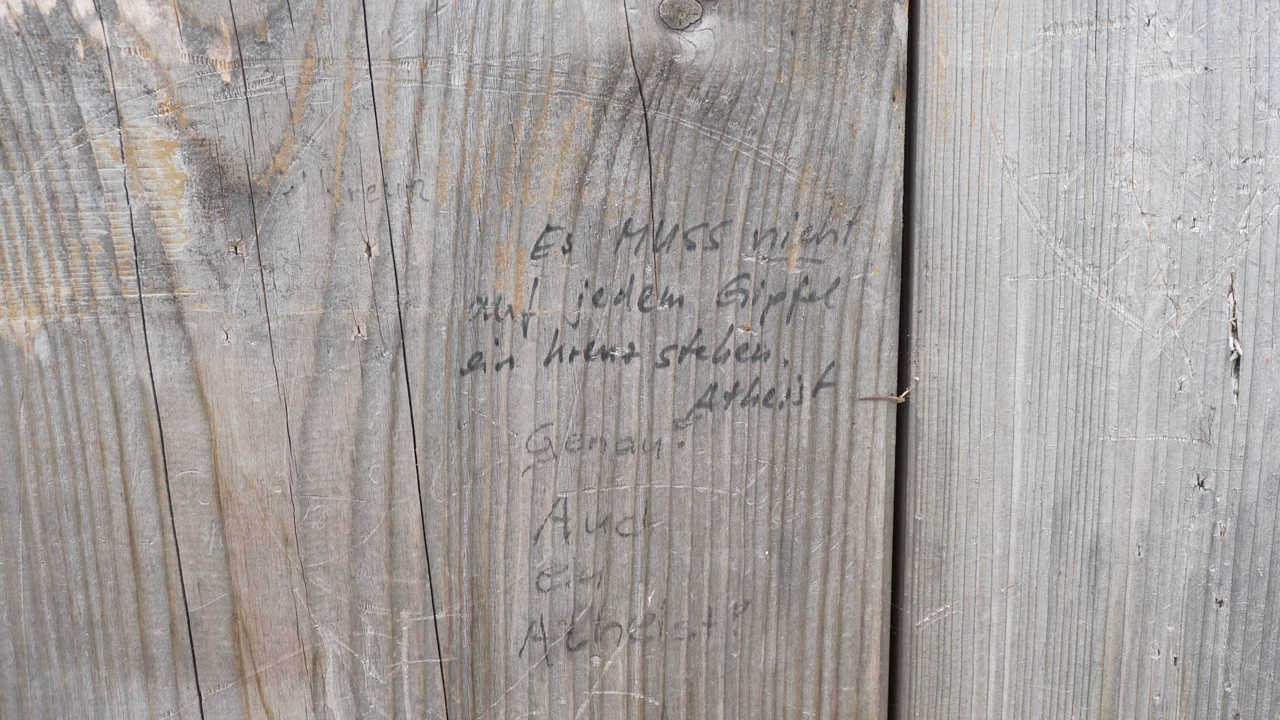 Es MUSS nicht
auf jedem Gipfel
ein Kreuz stehen.
Atheist
Genau!
Auch
ein
Atheist?